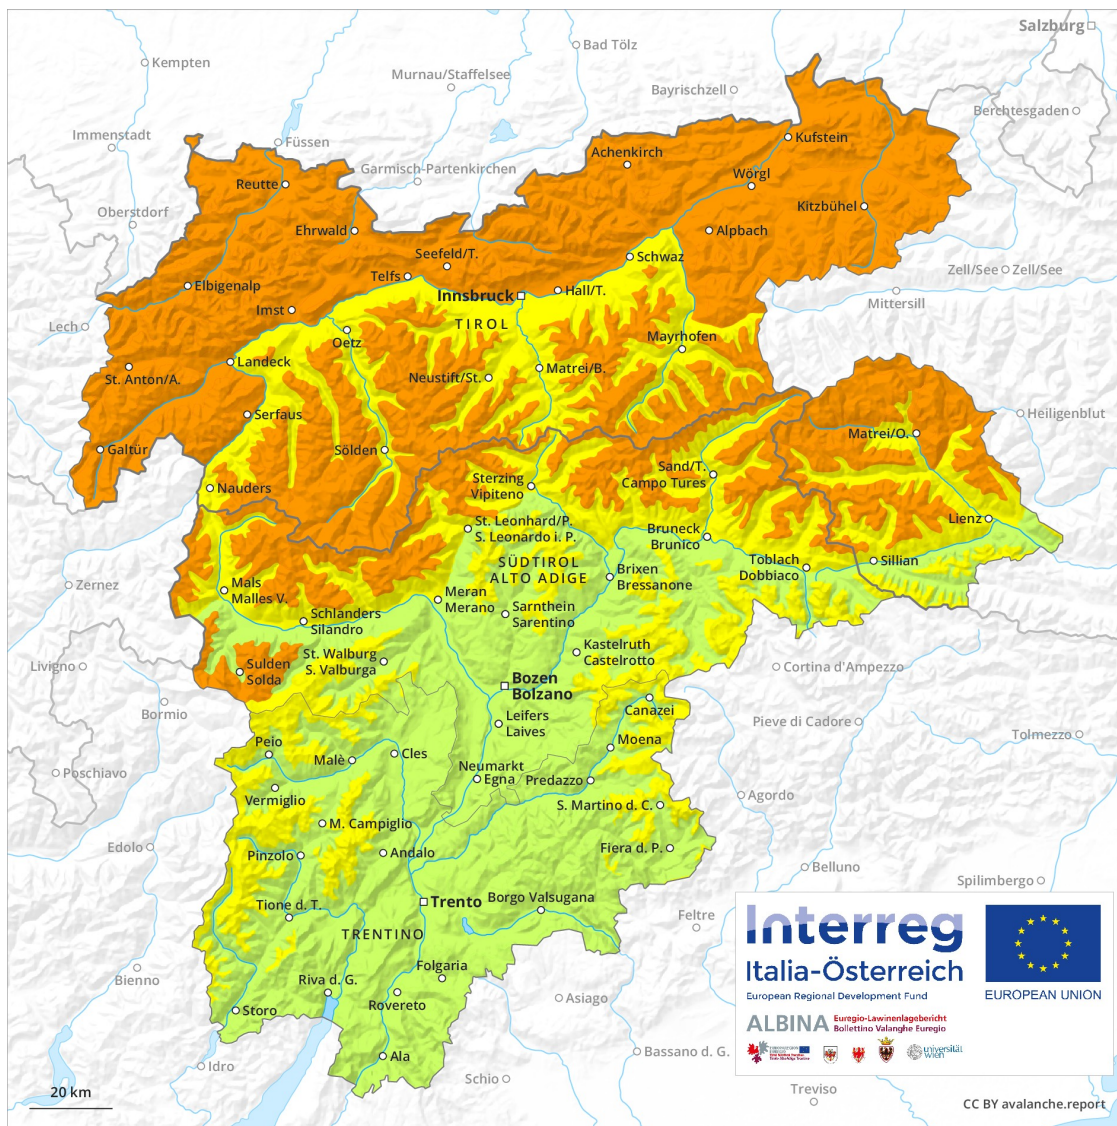 Salzburg
Bad Tölz
Kempten
Murnau/Staffelsee
Bayrischzell
Berchtesgaden
Immenstadt
Füssen
Kufstein
Achenkirch
Garmisch-Partenkirchen
Wörgl
Reutte
Oberstdorf
Kitzbühel
Ehrwald
Alpbach
Seefeld/T.
Schwaz
Telfs
Zell/See
Zell/See
Elbigenalp
Innsbruck
Hall/T.
Mittersill
Imst
Lech
TIROL
Oetz
Mayrhofen
Landeck
Matrei/B.
St. Anton/A.
Neustift/St.
Serfaus
Heiligenblut
Matrei/O.
Galtür
Sölden
Sand/T.
Campo Tures
Sterzing
Vipiteno
Nauders
Lienz
St. Leonhard/P.
S. Leonardo i. P.
Bruneck
Brunico
SÜDTIROL
ALTO ADIGE
Toblach
Dobbiaco
Sillian
Brixen
Bressanone
Zernez
Mals
Malles V.
Meran
Merano
Schlanders
Silandro
Sarnthein
Sarentino
Kastelruth
Castelrotto
St. Walburg
S. Valburga
Livigno
Sulden
Solda
Cortina d'Ampezzo
Bozen
Bolzano
Canazei
Bormio
Leifers
Laives
Pieve di Cadore
Tolmezzo
Peio
Moena
Malè
Cles
Poschiavo
Neumarkt
Egna
Predazzo
Vermiglio
Agordo
S. Martino d. C.
M. Campiglio
Edolo
Pinzolo
Andalo
Fiera d. P.
Belluno
Spilimbergo
Trento
Borgo Valsugana
Tione d. T.
Feltre
TRENTINO
Interreg
Italia-Österreich
European Regional Development Fund
EUROPEAN UNION
Bienno
Folgaria
Riva d. G.
Rovereto
Asiago
Storo
ALBINA
Euregio-Lawinenlagebericht
Bollettino Valanghe Euregio
universität
wien
Ala
Bassano d. G.
Idro
Schio
Treviso
20 km
CC BY avalanche.report